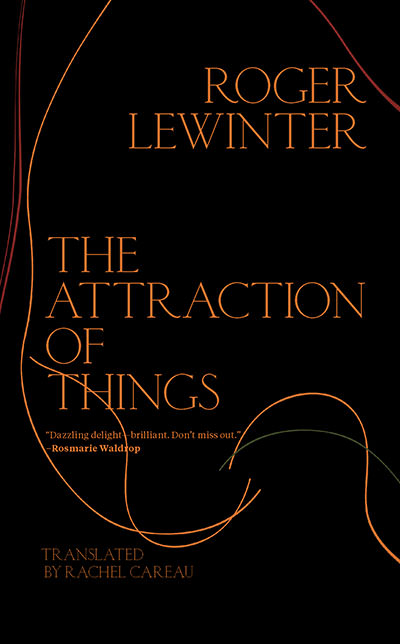 ROGER
LEWINTER
THE
ATTRACTION
OF
THINGS
"Dazzling delight—brilliant. Don't miss out."
–Rosmarie Waldrop
TRANSLATED
BY RACHEL CAREAU